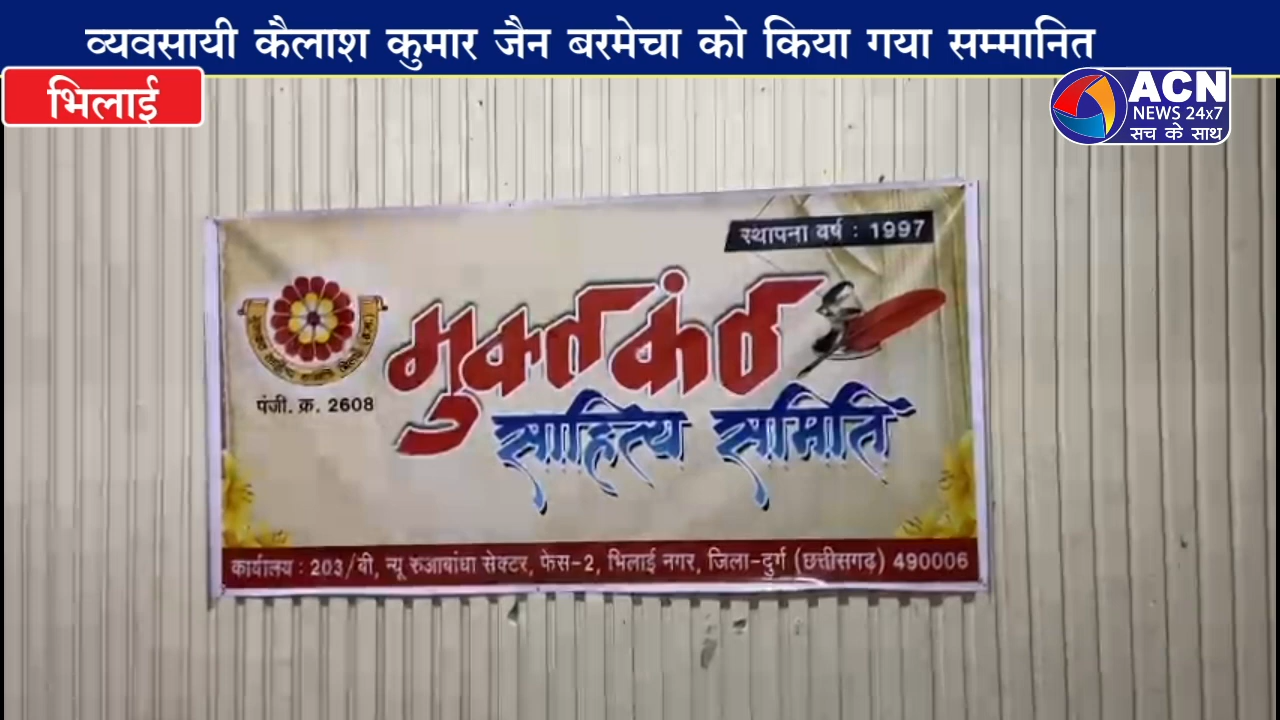 व्यवसायी कैलाश कुमार जैन बरमेचा को किया गया सम्मानित
भिलाई
ACN
NEWS 24x7
सच के साथ
स्थापना वर्ष : 1997
मुक्तकंठ
साहित्य समिति
पंजी. क्र. 2608
कार्यालय : 203/बी, न्यू रुआबांधा सेक्टर, फेस-2, भिलाई नगर, जिला-दुर्ग (छत्तीसगढ़) 490006